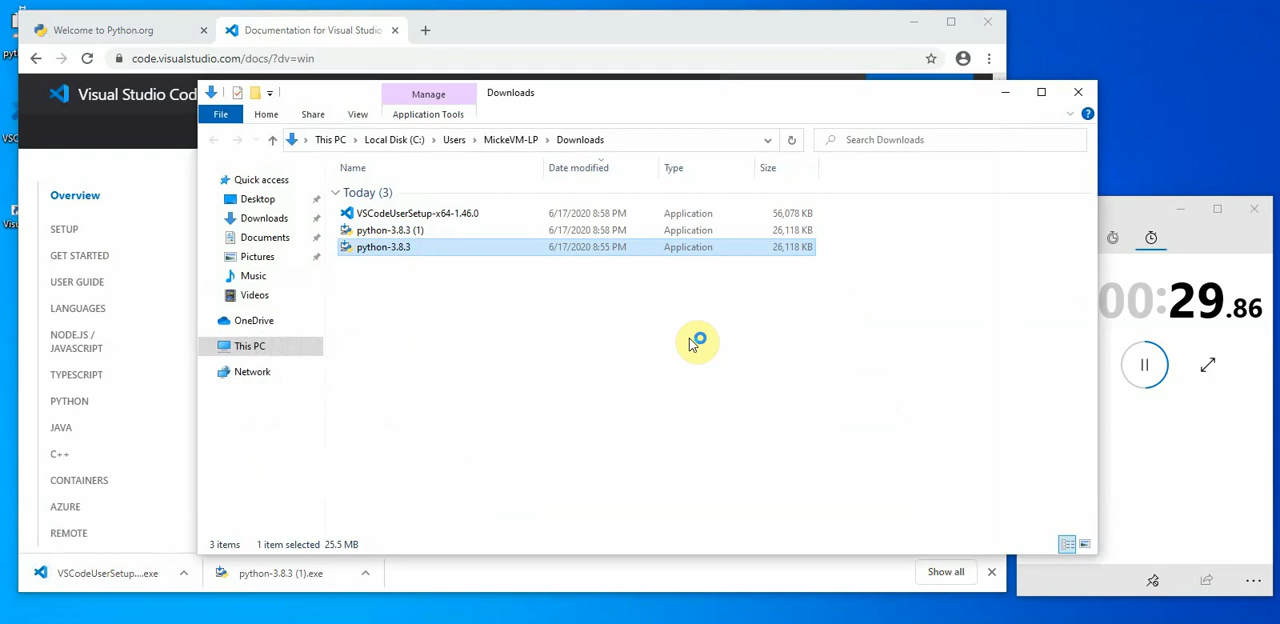 Welcome to Python.org
Documentation for Visual Studio
code.visualstudio.com/docs/?dv=win
Visual Studio Cod
Overview
SETUP
GET STARTED
USER GUIDE
LANGUAGES
NODE.JS /
JAVASCRIPT
TYPESCRIPT
PYTHON
JAVA
C++
CONTAINERS
AZURE
REMOTE
Manage
Downloads
File
Home
Share
View
Application Tools
This PC
Local Disk (C:)
Users
MickeVM-LP
Downloads
Search Downloads
Quick access
Desktop
Downloads
Documents
Pictures
Music
Videos
OneDrive
This PC
Network
Name Date modified Type Size
Today (3)
VSCodeUserSetup-x64-1.46.0 6/17/2020 8:58 PM Application 56,078 KB
python-3.8.3 (1) 6/17/2020 8:58 PM Application 26,118 KB
python-3.8.3 6/17/2020 8:55 PM Application 26,118 KB
3 items 1 item selected 25.5 MB
VSCodeUserSetup....exe
python-3.8.3 (1).exe
Show all
00:29.86